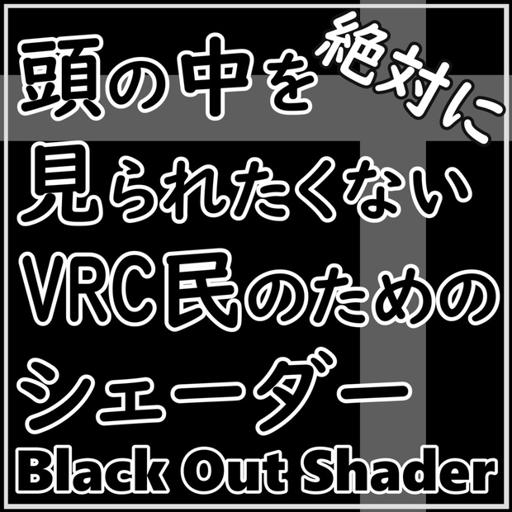 頭の中を絶対に
見られたくない
VRC民のための
シェーダー
Black Out Shader